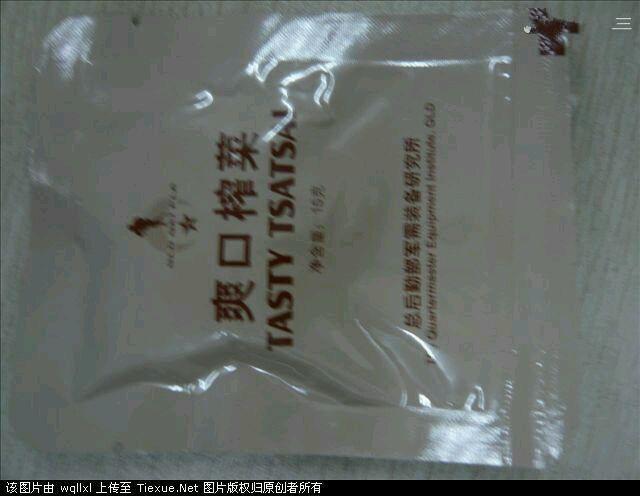 爽口榨菜
TASTY TSATSAI
净含量：15克
总后勤部军需装备研究所
Quartermaster Equipment Institute, GLD
该图片由 wqllxl 上传至 Tiexue.Net 图片版权归原创者所有